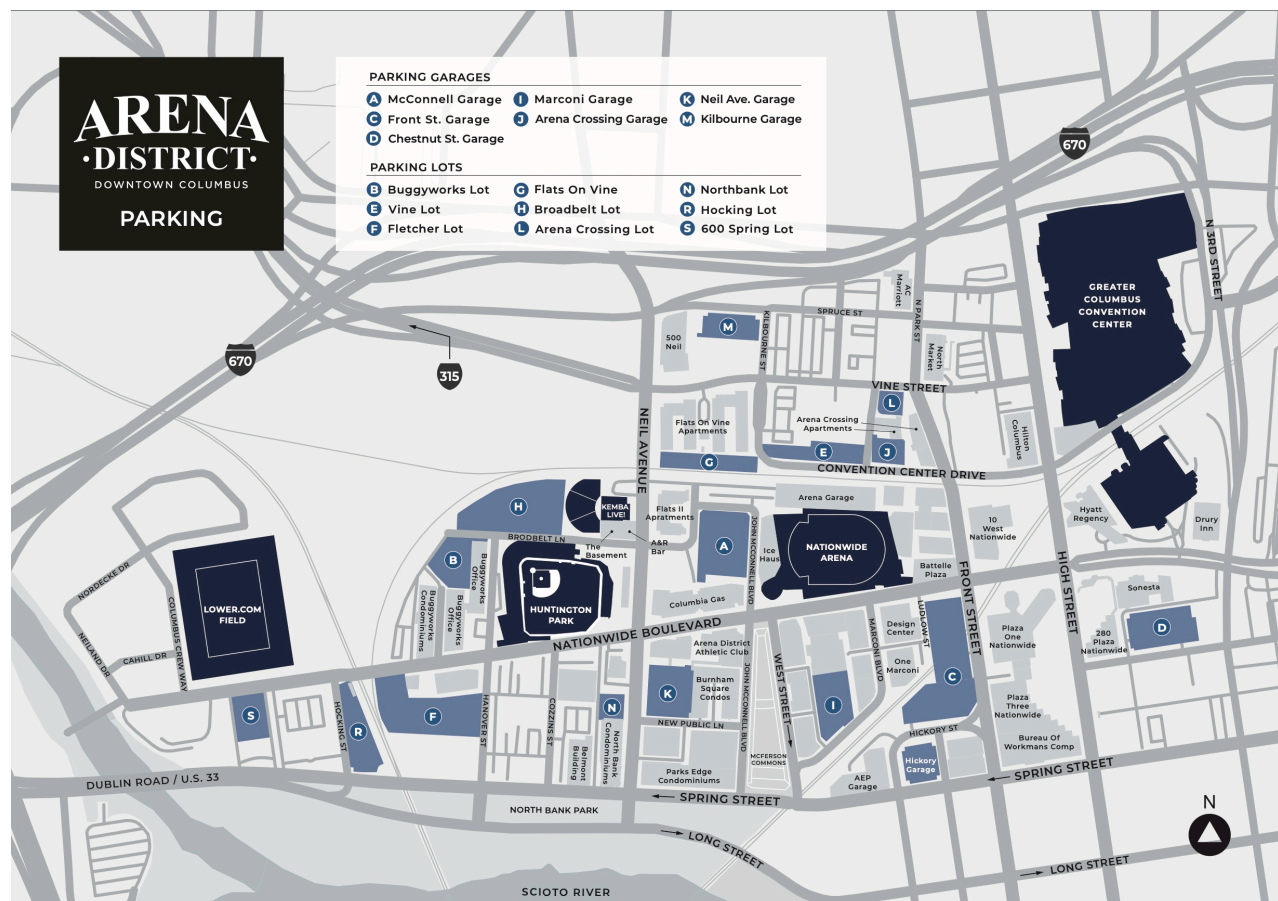 ARENA
·DISTRICT·
DOWNTOWN COLUMBUS
PARKING
PARKING GARAGES
A McConnell Garage
C Front St. Garage
D Chestnut St. Garage
I Marconi Garage
J Arena Crossing Garage
K Neil Ave. Garage
M Kilbourne Garage
PARKING LOTS
B Buggyworks Lot
E Vine Lot
F Fletcher Lot
G Flats On Vine
H Broadbelt Lot
L Arena Crossing Lot
N Northbank Lot
R Hocking Lot
S 600 Spring Lot
670
670
315
N 3RD STREET
GREATER
COLUMBUS
CONVENTION
CENTER
AC
Marriott
N PARK ST
SPRUCE ST
KILBOURNE ST
M
500
Neil
North
Market
VINE STREET
L
NEIL AVENUE
Flats On Vine
Apartments
Arena Crossing
Apartments
Hilton
Columbus
G
E
J
CONVENTION CENTER DRIVE
Arena Garage
H
KEMBA
LIVE!
Flats II
Apratments
BRODBELT LN
The
Basement
A&R
Bar
A
JOHN MCCONNELL BLVD
Ice
Haus
NATIONWIDE
ARENA
10
West
Nationwide
Hyatt
Regency
Drury
Inn
Battelle
Plaza
FRONT STREET
HIGH STREET
B
Buggyworks
Office
Buggyworks
Condominiums
Buggyworks
Office
HUNTINGTON
PARK
Columbia Gas
NATIONWIDE BOULEVARD
NORDECKE DR
LOWER.COM
FIELD
COLUMBUS CREW WAY
NEILAND DR
CAHILL DR
Sonesta
D
280
Plaza
Nationwide
Plaza
One
Nationwide
LUDLOW ST
Design
Center
MARCONI BLVD
One
Marconi
C
Arena District
Athletic Club
Burnham
Square
Condos
JOHN MCCONNELL BLVD
WEST STREET
K
I
Plaza
Three
Nationwide
S
HOCKING ST
R
F
HANOVER ST
COZZINS ST
N
NEW PUBLIC LN
HICKORY ST
Bureau Of
Workmans Comp
Belmont
Building
North Bank
Condominiums
Parks Edge
Condominiums
MCFERSON
COMMONS
Hickory
Garage
AEP
Garage
SPRING STREET
DUBLIN ROAD / U.S. 33
SPRING STREET
NORTH BANK PARK
LONG STREET
LONG STREET
SCIOTO RIVER
N